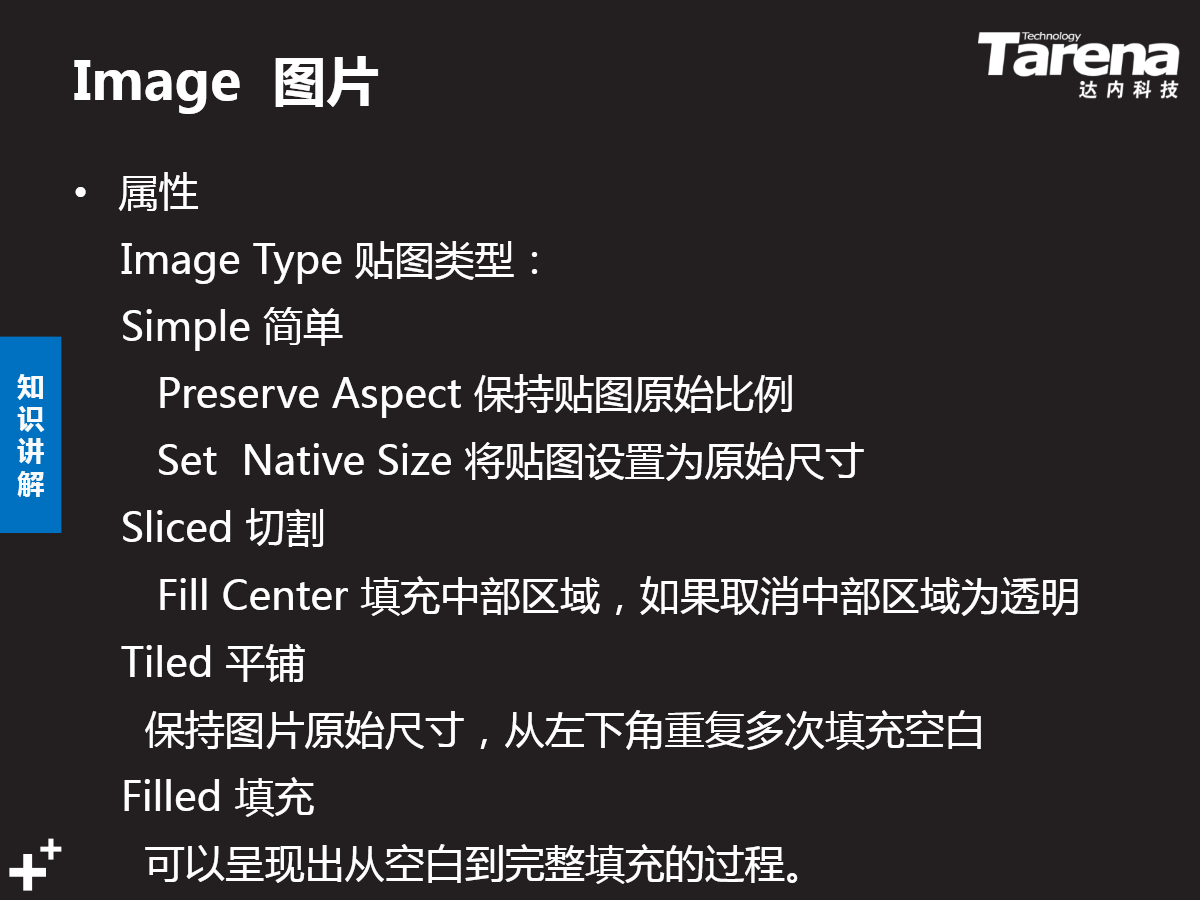 Image 图片
Technology
Tarena
达内科技
• 属性
Image Type 贴图类型：
Simple 简单
Preserve Aspect 保持贴图原始比例
Set Native Size 将贴图设置为原始尺寸
Sliced 切割
Fill Center 填充中部区域，如果取消中部区域为透明
Tiled 平铺
保持图片原始尺寸，从左下角重复多次填充空白
Filled 填充
可以呈现出从空白到完整填充的过程。
知识讲解